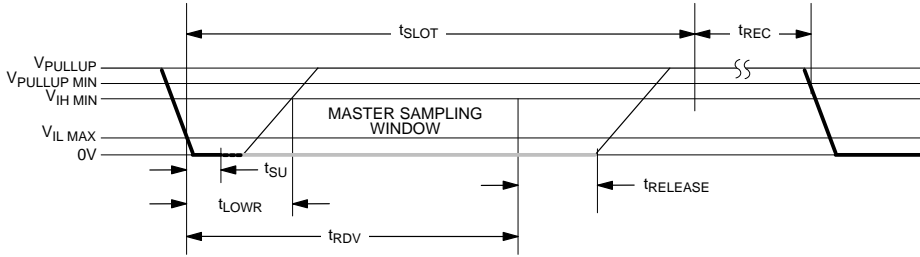 tSLOT
tREC
VPULLUP
VPULLUP MIN
VIH MIN
MASTER SAMPLING
WINDOW
VIL MAX
0V
tSU
tRELEASE
tLOWR
tRDV